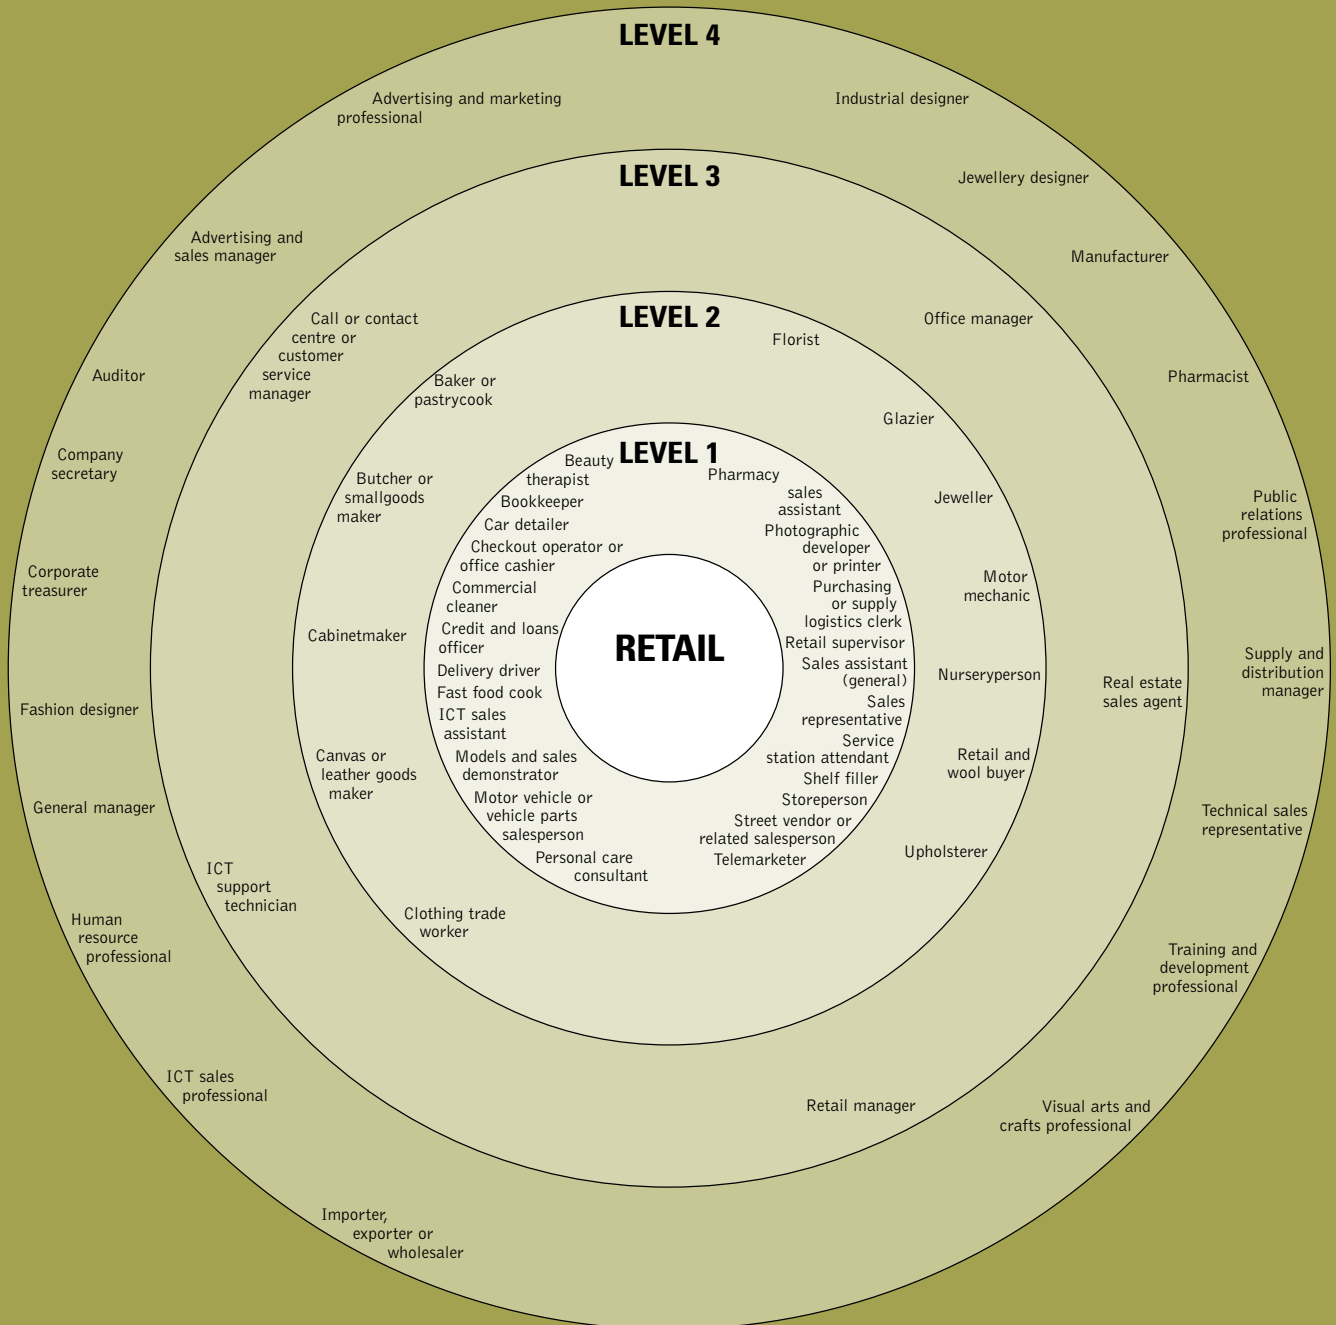 LEVEL 4
Advertising and marketing
professional
Advertising and
sales manager
Auditor
Company
secretary
Corporate
treasurer
Fashion designer
General manager
Human
resource
professional
ICT sales
professional
Importer,
exporter or
wholesaler
Industrial designer
Jewellery designer
Manufacturer
Pharmacist
Public
relations
professional
Supply and
distribution
manager
Technical sales
representative
Training and
development
professional
Visual arts and
crafts professional
LEVEL 3
Call or contact
centre or
customer
service
manager
ICT
support
technician
Office manager
Real estate
sales agent
Retail manager
LEVEL 2
Baker or
pastrycook
Butcher or
smallgoods
maker
Cabinetmaker
Canvas or
leather goods
maker
Clothing trade
worker
Florist
Glazier
Jeweller
Motor
mechanic
Nurseryperson
Retail and
wool buyer
Upholsterer
LEVEL 1
Beauty
therapist
Bookkeeper
Car detailer
Checkout operator or
office cashier
Commercial
cleaner
Credit and loans
officer
Delivery driver
Fast food cook
ICT sales
assistant
Models and sales
demonstrator
Motor vehicle or
vehicle parts
salesperson
Personal care
consultant
Pharmacy
sales
assistant
Photographic
developer
or printer
Purchasing
or supply
logistics clerk
Retail supervisor
Sales assistant
(general)
Sales
representative
Service
station attendant
Shelf filler
Storeperson
Street vendor or
related salesperson
Telemarketer
RETAIL